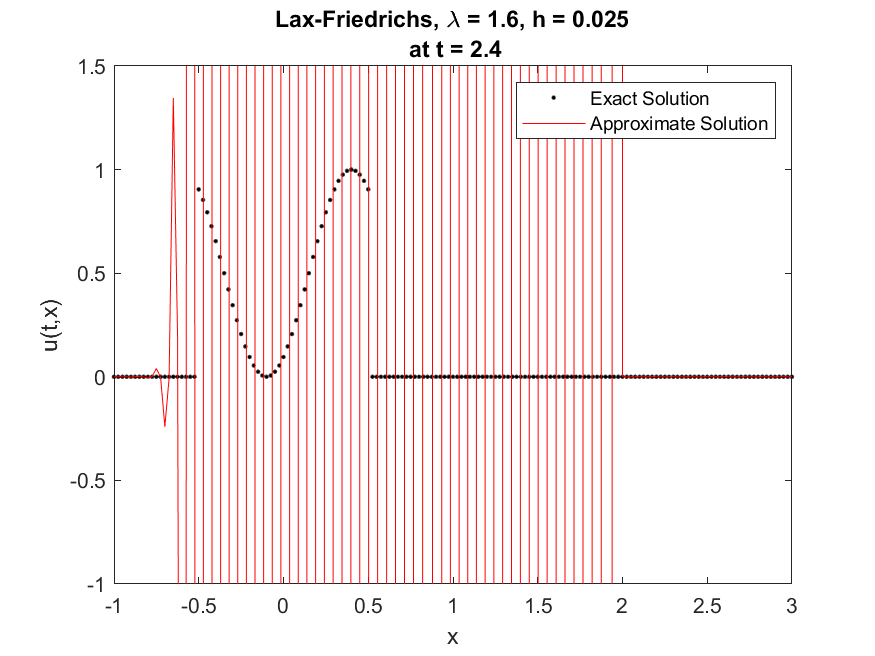 Lax-Friedrichs, λ = 1.6, h = 0.025
at t = 2.4
1.5
1
0.5
0
-0.5
-1
u(t,x)
Exact Solution
Approximate Solution
-1 -0.5 0 0.5 1 1.5 2 2.5 3
x